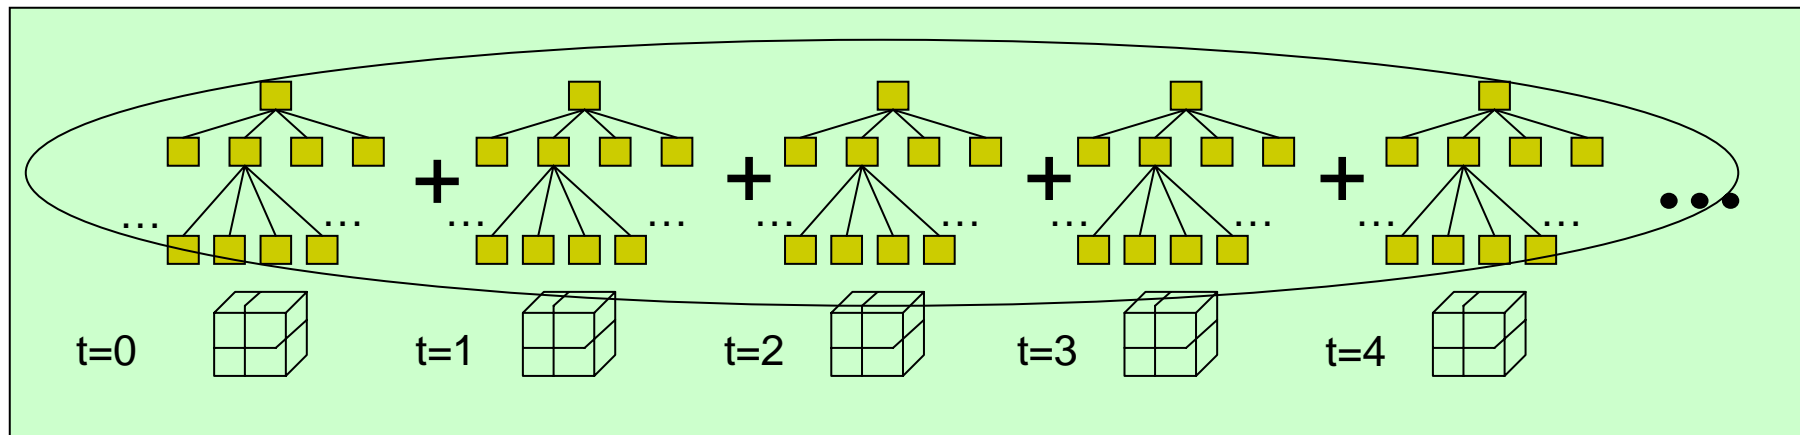 + + + +
... ... ... ... ... ... ... ... ... ... •••
t=0 t=1 t=2 t=3 t=4